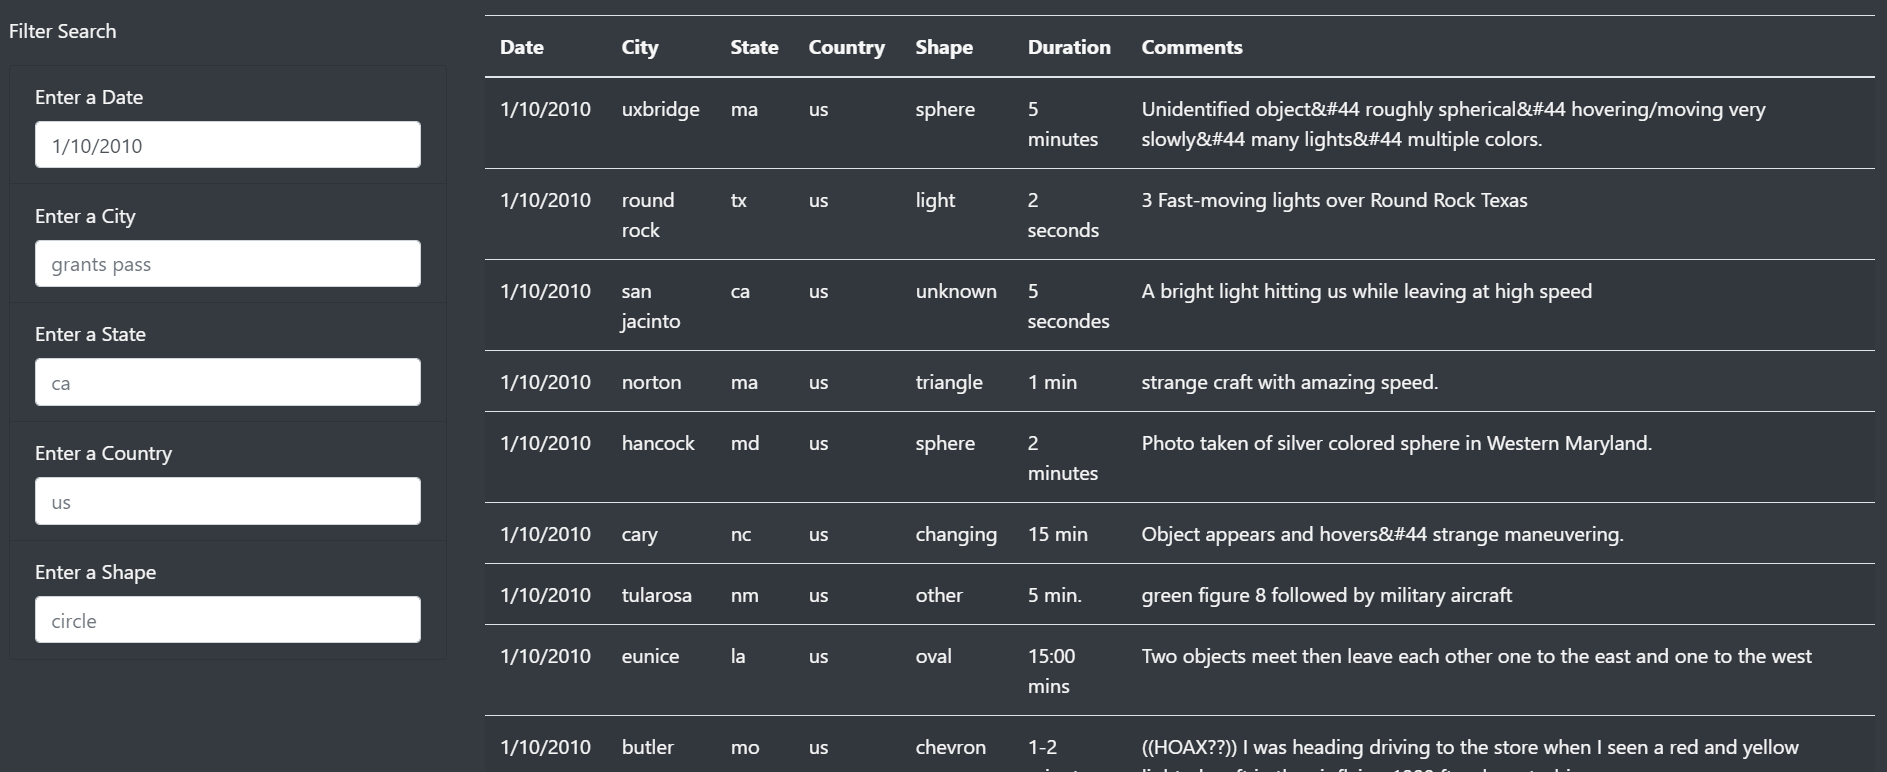 Filter Search
Enter a Date
1/10/2010
Enter a City
grants pass
Enter a State
ca
Enter a Country
us
Enter a Shape
circle
Date City State Country Shape Duration Comments
1/10/2010 uxbridge ma us sphere 5 Unidentified object&#44 roughly spherical&#44 hovering/moving very
minutes slowly&#44 many lights&#44 multiple colors.
1/10/2010 round tx us light 2 3 Fast-moving lights over Round Rock Texas
rock seconds
1/10/2010 san ca us unknown 5 A bright light hitting us while leaving at high speed
jacinto secondes
1/10/2010 norton ma us triangle 1 min strange craft with amazing speed.
1/10/2010 hancock md us sphere 2 Photo taken of silver colored sphere in Western Maryland.
minutes
1/10/2010 cary nc us changing 15 min Object appears and hovers&#44 strange maneuvering.
1/10/2010 tularosa nm us other 5 min. green figure 8 followed by military aircraft
1/10/2010 eunice la us oval 15:00 Two objects meet then leave each other one to the east and one to the west
mins
1/10/2010 butler mo us chevron 1-2 ((HOAX??)) I was heading driving to the store when I seen a red and yellow